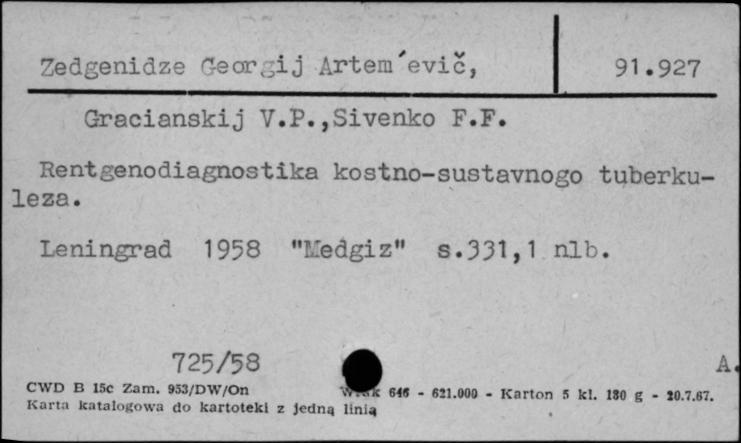 Zedgenidze Georgij Artem´evič, 91.927
Gracianskij V.P.,Sivenko F.F.
Rentgenodiagnostika kostno-sustavnogo tuberku-
leza.
Leningrad 1958 "Medgiz" s.331,1 nlb.
725/58 A.
CWD B 15c Zam. 953/DW/On 646 - 621.000 - Karton 5 kl. 180 g - 20.7.67.
Karta katalogowa do kartoteki z jedną linią